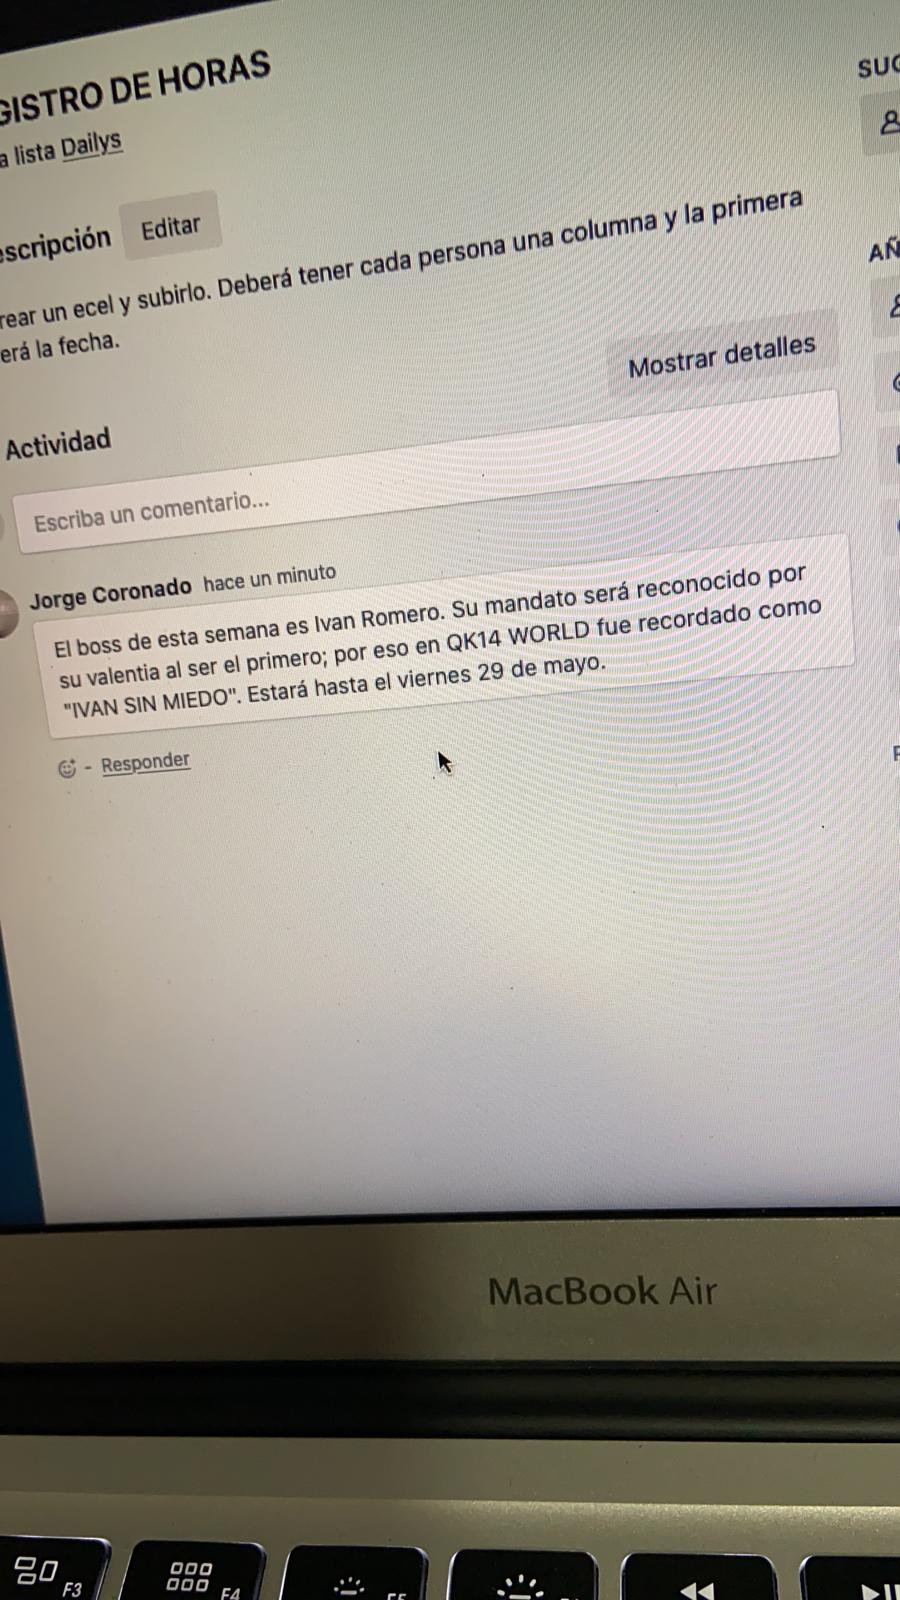 GISTRO DE HORAS
a lista Dailys
escripción Editar
rear un ecel y subirlo. Deberá tener cada persona una columna y la primera
erá la fecha.
Mostrar detalles
Actividad
Escriba un comentario...
Jorge Coronado hace un minuto
El boss de esta semana es Ivan Romero. Su mandato será reconocido por
su valentia al ser el primero; por eso en QK14 WORLD fue recordado como
"IVAN SIN MIEDO". Estará hasta el viernes 29 de mayo.
- Responder
SUG
AÑ
MacBook Air
F3
F4
F5